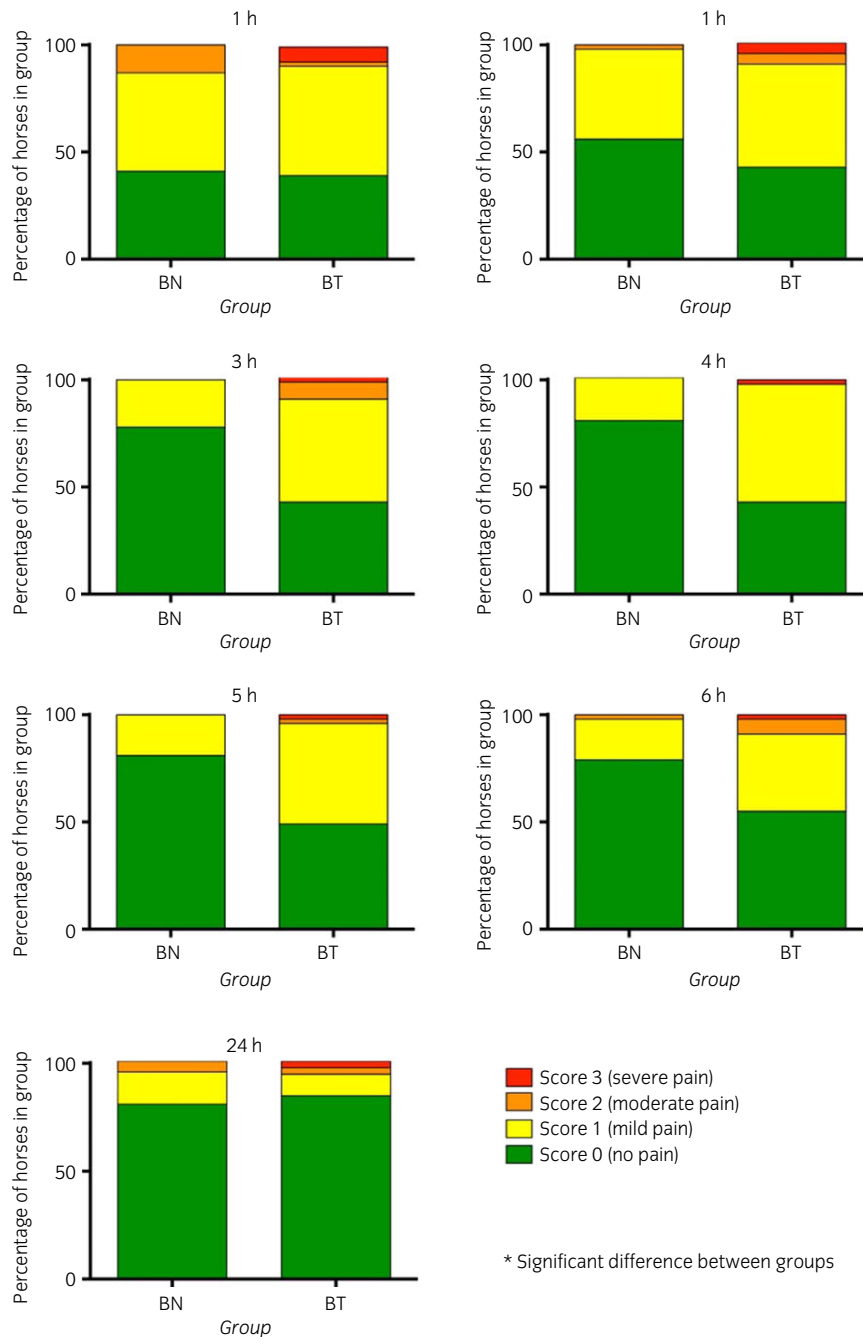 1 h
Percentage of horses in group
100
50
0
BN BT
Group
1 h
Percentage of horses in group
100
50
0
BN BT
Group
3 h
Percentage of horses in group
100
50
0
BN BT
Group
4 h
Percentage of horses in group
100
50
0
BN BT
Group
5 h
Percentage of horses in group
100
50
0
BN BT
Group
6 h
Percentage of horses in group
100
50
0
BN BT
Group
24 h
Percentage of horses in group
100
50
0
BN BT
Group
Score 3 (severe pain)
Score 2 (moderate pain)
Score 1 (mild pain)
Score 0 (no pain)
* Significant difference between groups